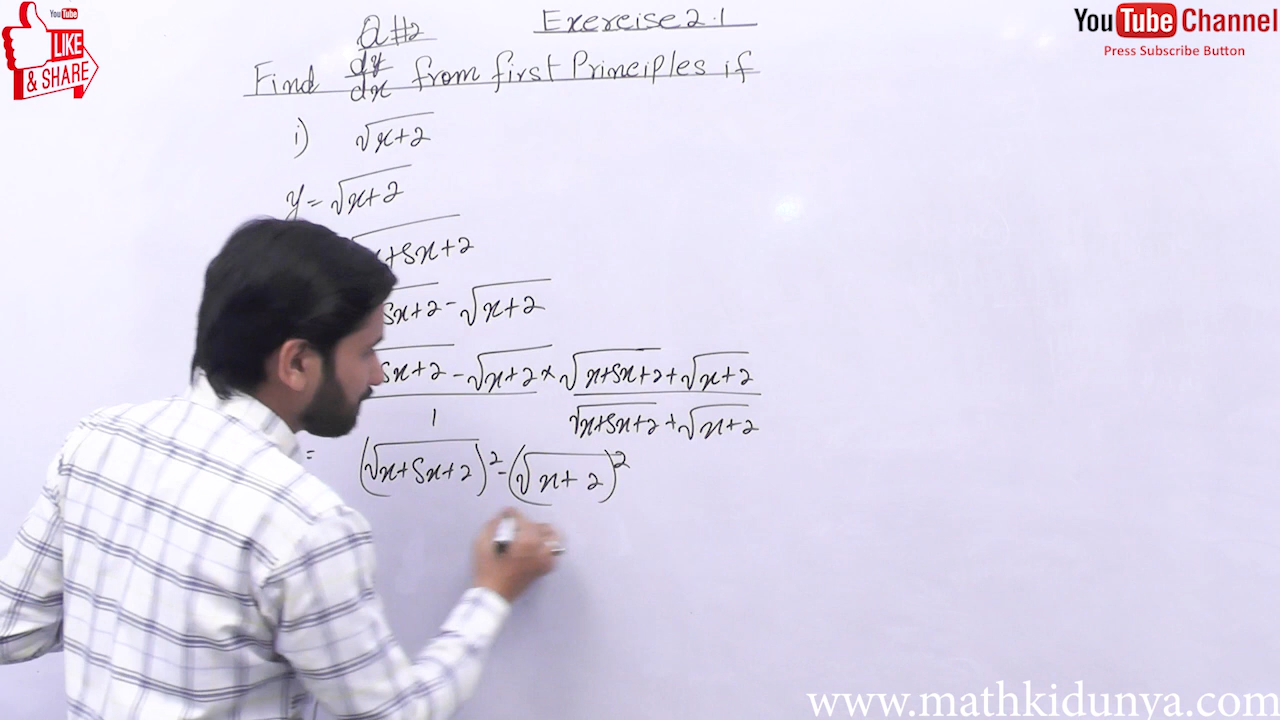 YouTube
LIKE
& SHARE
YouTube Channel
Press Subscribe Button
Q#2 Exercise 2.1
Find dy/dx from first Principles if
i) √x+2
y = √x+2
x+δx+2
δx+2 - √x+2
δx+2 - √x+2 × √x+δx+2 + √x+2
1 √x+δx+2 + √x+2
= (√x+δx+2)² - (√x+2)²
www.mathkidunya.com